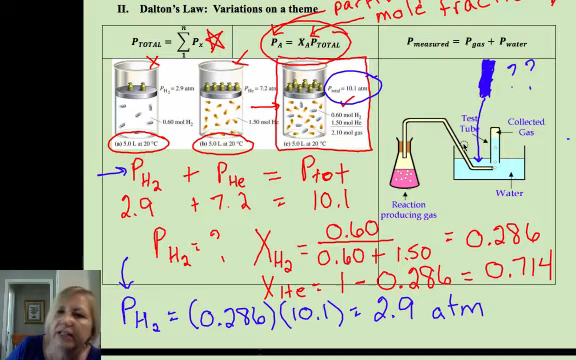 II. Dalton's Law: Variations on a theme
mole fract
P_TOTAL = Σ P_x
n
1
P_A = X_A P_TOTAL
P_measured = P_gas + P_water
P_H2 = 2.9 atm
0.60 mol H2
(a) 5.0 L at 20 °C
P_He = 7.2 atm
1.50 mol He
(b) 5.0 L at 20 °C
P_total = 10.1 atm
0.60 mol H2
1.50 mol He
2.10 mol gas
(c) 5.0 L at 20 °C
? ?
Test
Tube
Collected
Gas
Water
Reaction
producing gas
P_H2 + P_He = P_tot
2.9 + 7.2 = 10.1
P_H2 = ? X_H2 = 0.60 / 0.60 + 1.50 = 0.286
X_He = 1 - 0.286 = 0.714
P_H2 = (0.286)(10.1) = 2.9 atm